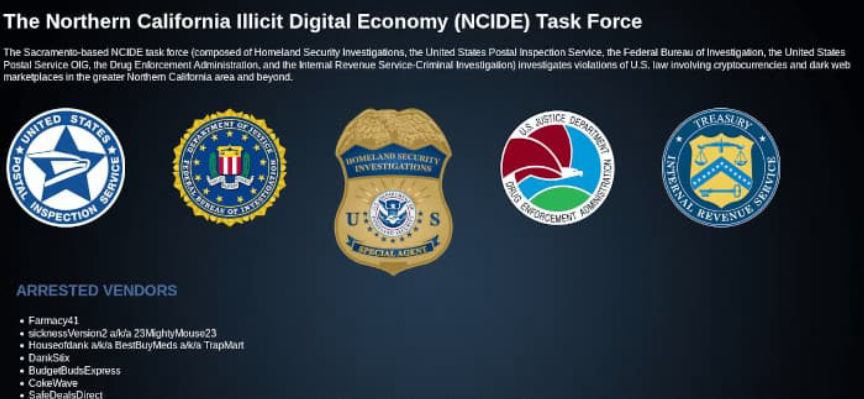 The Northern California Illicit Digital Economy (NCIDE) Task Force
The Sacramento-based NCIDE task force (composed of Homeland Security Investigations, the United States Postal Inspection Service, the Federal Bureau of Investigation, the United States
Postal Service OIG, the Drug Enforcement Administration, and the Internal Revenue Service-Criminal Investigation) investigates violations of U.S. law involving cryptocurrencies and dark web
marketplaces in the greater Northern California area and beyond.
UNITED STATES
POSTAL INSPECTION SERVICE
DEPARTMENT OF JUSTICE
FEDERAL BUREAU OF INVESTIGATION
HOMELAND SECURITY
INVESTIGATIONS
U S
SPECIAL AGENT
U.S. JUSTICE DEPARTMENT
DRUG ENFORCEMENT ADMINISTRATION
TREASURY
INTERNAL REVENUE SERVICE
ARRESTED VENDORS
• Farmacy41
• sicknessVersion2 a/k/a 23MightyMouse23
• Houseofdank a/k/a BestBuyMeds a/k/a TrapMart
• DankStix
• BudgetBudsExpress
• CokeWave
• SafeDealsDirect